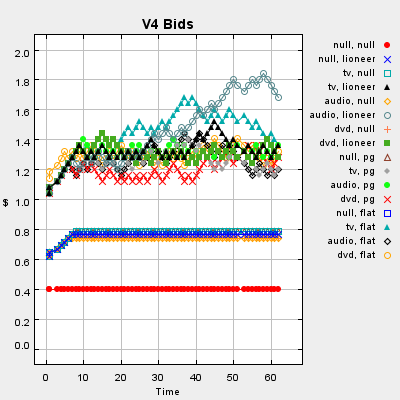 V4 Bids
2.0
1.8
1.6
1.4
1.2
1.0
0.8
0.6
0.4
0.2
0.0
$
0 10 20 30 40 50 60
Time
null, null
null, lioneer
tv, null
tv, lioneer
audio, null
audio, lioneer
dvd, null
dvd, lioneer
null, pg
tv, pg
audio, pg
dvd, pg
null, flat
tv, flat
audio, flat
dvd, flat